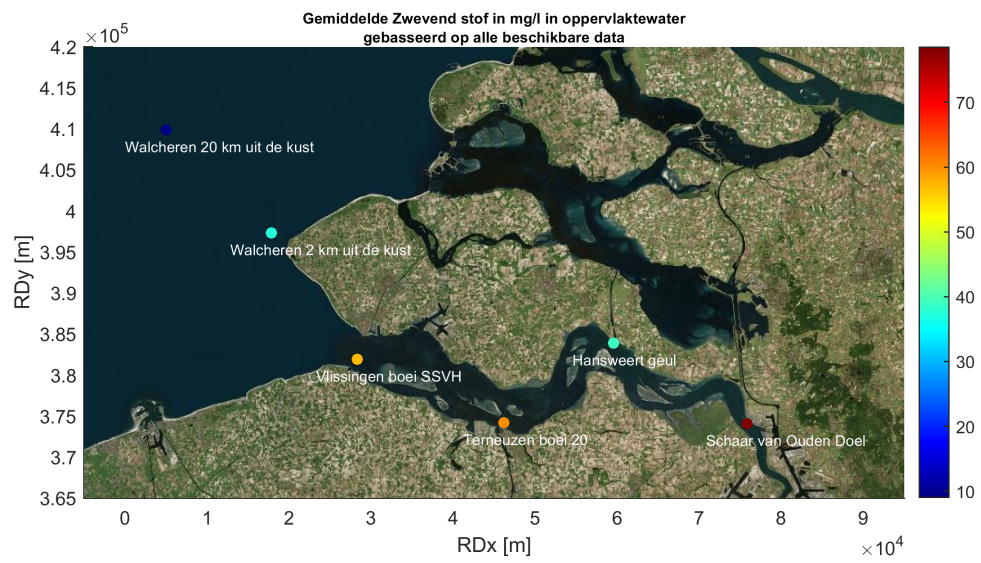 Gemiddelde Zwevend stof in mg/l in oppervlaktewater
gebasseerd op alle beschikbare data
×10⁵
4.2
4.15
4.1
4.05
4
3.95
3.9
3.85
3.8
3.75
3.7
3.65
RDy [m]
Walcheren 20 km uit de kust
Walcheren 2 km uit de kust
Hansweert geul
Vlissingen boei SSVH
Terneuzen boei 20
Schaar van Ouden Doel
0 1 2 3 4 5 6 7 8 9
RDx [m]
×10⁴
70
60
50
40
30
20
10